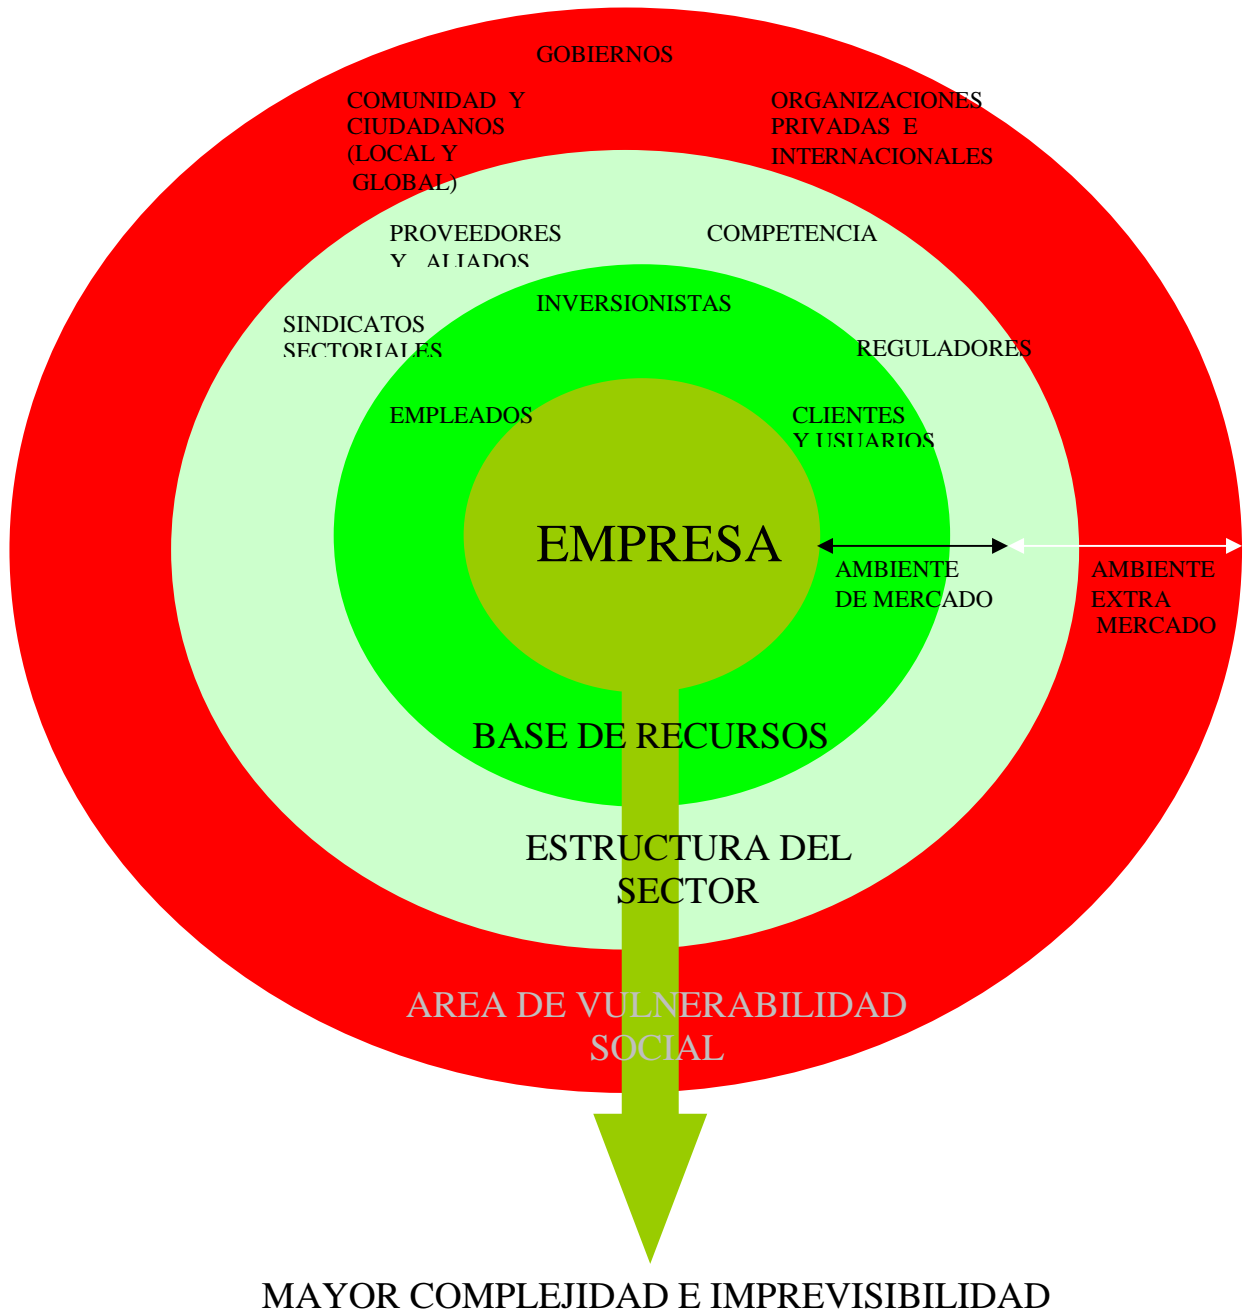 GOBIERNOS
COMUNIDAD Y
CIUDADANOS
(LOCAL Y
GLOBAL)
ORGANIZACIONES
PRIVADAS E
INTERNACIONALES
PROVEEDORES
Y ALIADOS
COMPETENCIA
INVERSIONISTAS
SINDICATOS
SECTORIALES
REGULADORES
EMPLEADOS
CLIENTES
Y USUARIOS
EMPRESA
AMBIENTE
DE MERCADO
AMBIENTE
EXTRA
MERCADO
BASE DE RECURSOS
ESTRUCTURA DEL
SECTOR
AREA DE VULNERABILIDAD
SOCIAL
MAYOR COMPLEJIDAD E IMPREVISIBILIDAD